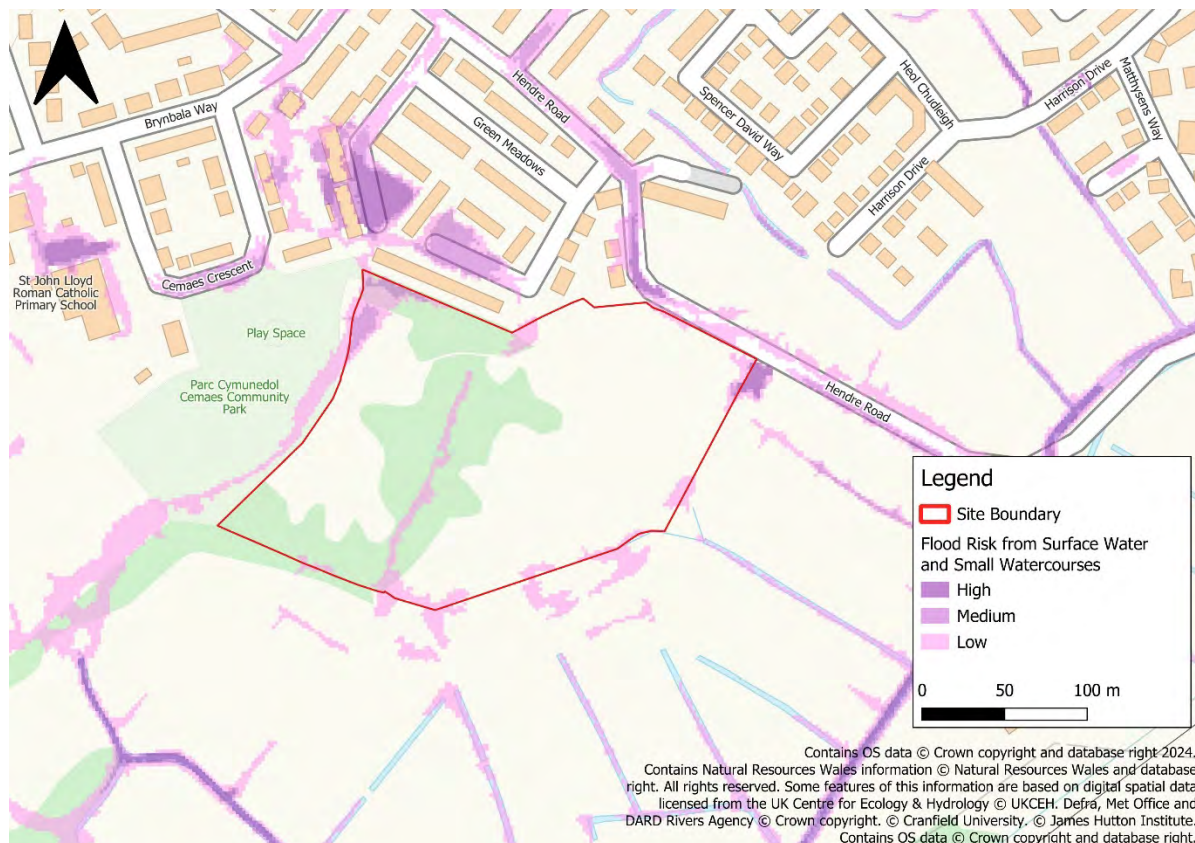 Brynbala Way
Hendre Road
Green Meadows
Spencer David Way
Heol Chudleigh
Harrison Drive
Matthysens Way
Harrison Drive
Cemaes Crescent
St John Lloyd
Roman Catholic
Primary School
Play Space
Parc Cymunedol
Cemaes Community
Park
Hendre Road
Legend
Site Boundary
Flood Risk from Surface Water
and Small Watercourses
High
Medium
Low
0 50 100 m
Contains OS data © Crown copyright and database right 2024.
Contains Natural Resources Wales information © Natural Resources Wales and database
right. All rights reserved. Some features of this information are based on digital spatial data
licensed from the UK Centre for Ecology & Hydrology © UKCEH. Defra, Met Office and
DARD Rivers Agency © Crown copyright. © Cranfield University. © James Hutton Institute.
Contains OS data © Crown copyright and database right.